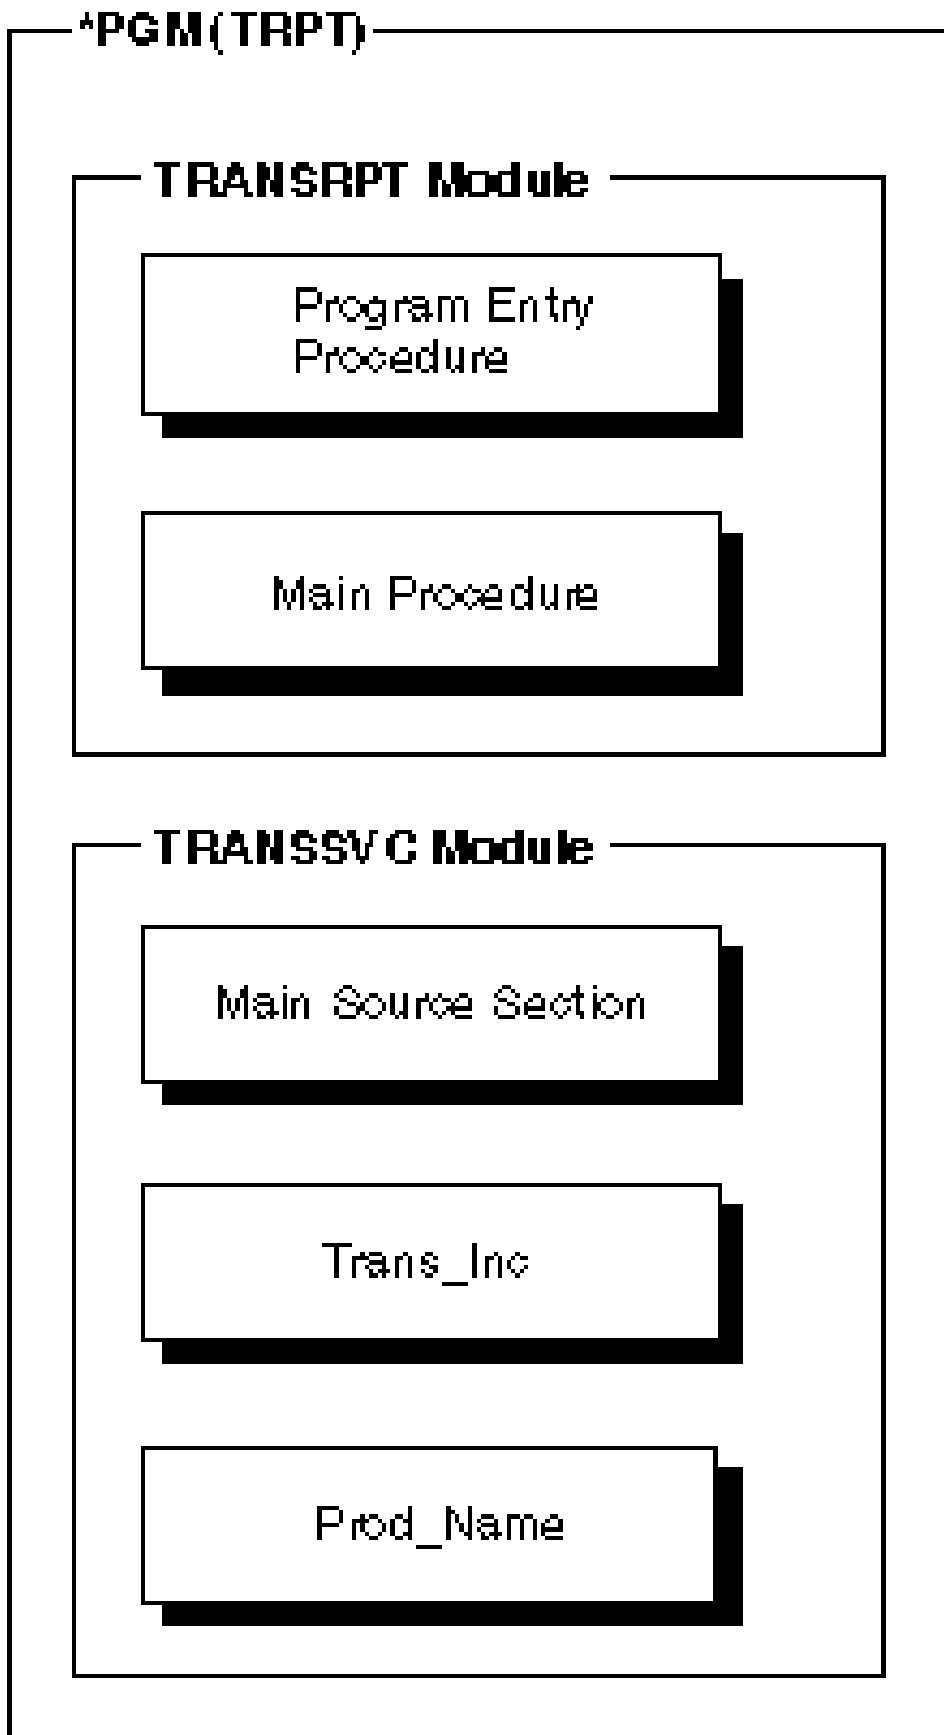 *PGM(TRPT)
TRANSRPT Module
Program Entry
Procedure
Main Procedure
TRANSSVC Module
Main Source Section
Trans_Inc
Prod_Name